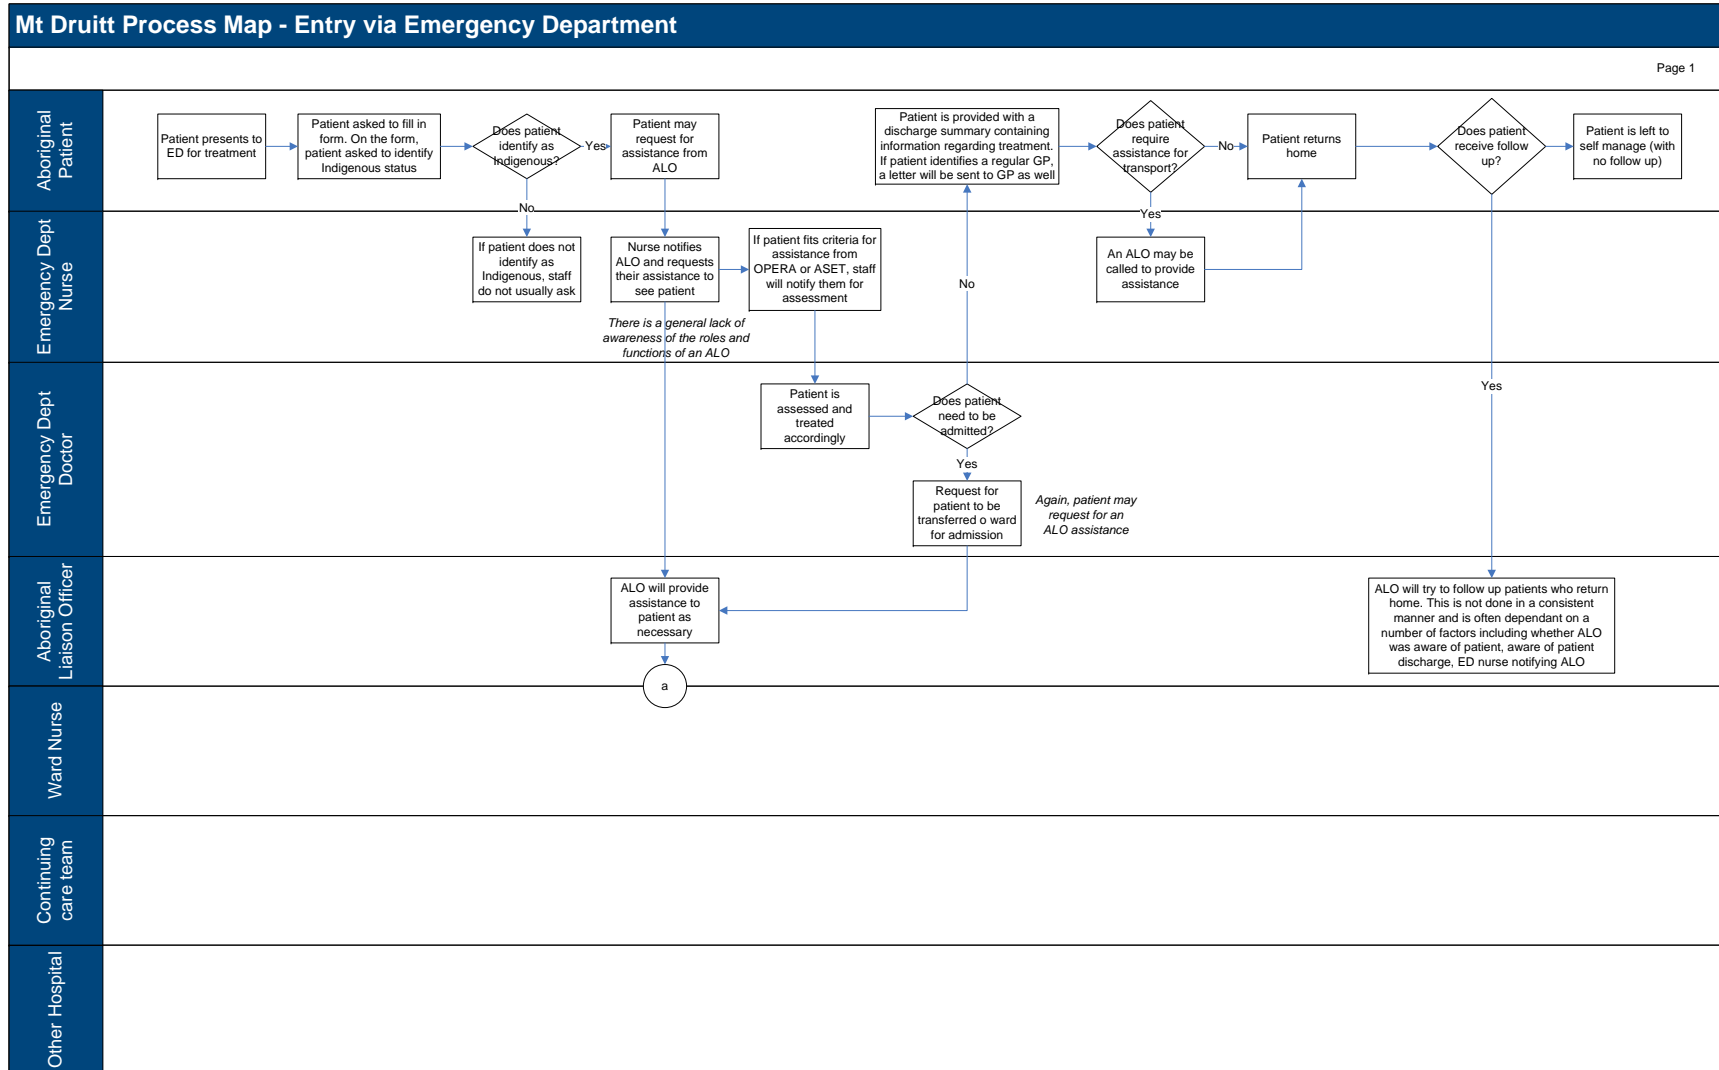 Mt Druitt Process Map - Entry via Emergency Department
Page 1
Aboriginal
Patient
Patient presents to
ED for treatment
Patient asked to fill in
form. On the form,
patient asked to identify
Indigenous status
Does patient
identify as
Indigenous?
Yes
No
Patient may
request for
assistance from
ALO
Patient is provided with a
discharge summary containing
information regarding treatment.
If patient identifies a regular GP,
a letter will be sent to GP as well
Does patient
require
assistance for
transport?
No
Yes
Patient returns
home
Does patient
receive follow
up?
Patient is left to
self manage (with
no follow up)
Emergency Dept
Nurse
If patient does not
identify as
Indigenous, staff
do not usually ask
Nurse notifies
ALO and requests
their assistance to
see patient
If patient fits criteria for
assistance from
OPERA or ASET, staff
will notify them for
assessment
There is a general lack of
awareness of the roles and
functions of an ALO
No
An ALO may be
called to provide
assistance
Emergency Dept
Doctor
Patient is
assessed and
treated
accordingly
Does patient
need to be
admitted?
Yes
Request for
patient to be
transferred o ward
for admission
Again, patient may
request for an
ALO assistance
Yes
Aboriginal
Liaison Officer
ALO will provide
assistance to
patient as
necessary
a
ALO will try to follow up patients who return
home. This is not done in a consistent
manner and is often dependant on a
number of factors including whether ALO
was aware of patient, aware of patient
discharge, ED nurse notifying ALO
Ward Nurse
Continuing
care team
Other Hospital